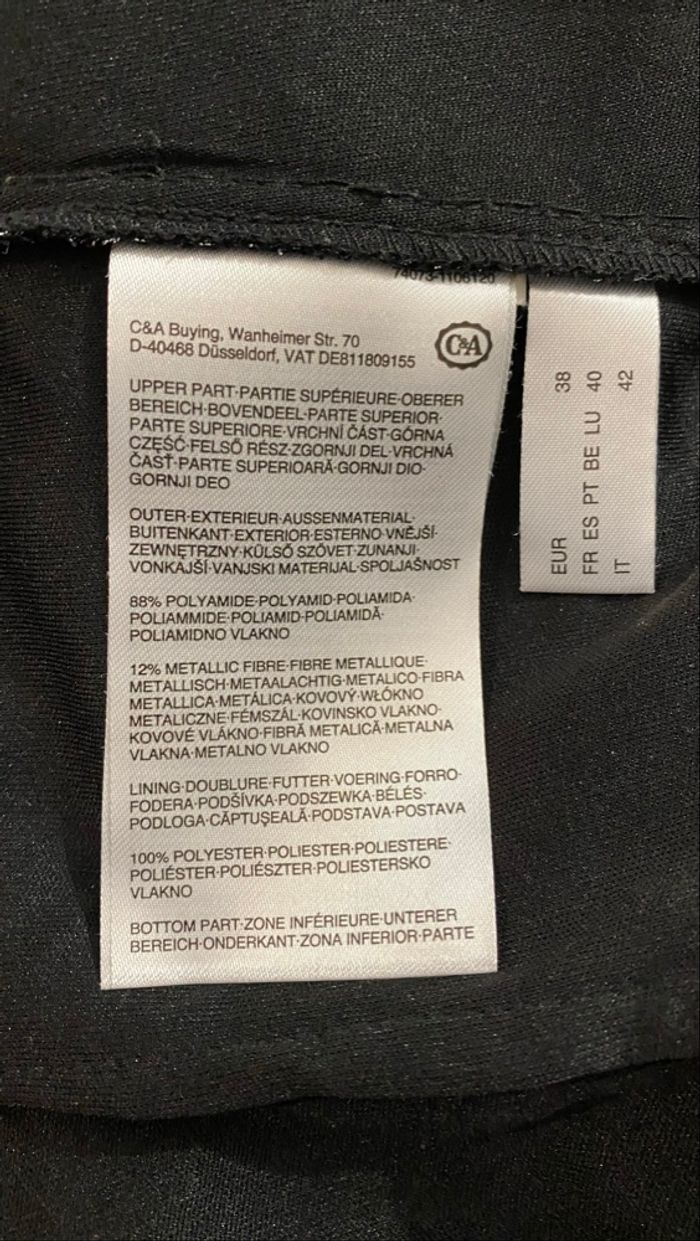 74073-1106120
C&A Buying, Wanheimer Str. 70
D-40468 Düsseldorf, VAT DE811809155
C&A
UPPER PART·PARTIE SUPÉRIEURE·OBERER
BEREICH·BOVENDEEL·PARTE SUPERIOR·
PARTE SUPERIORE·VRCHNÍ ČÁST·GÓRNA
CZĘŚĆ·FELSŐ RÉSZ·ZGORNJI DEL·VRCHNÁ
ČASŤ·PARTE SUPERIOARĂ·GORNJI DIO·
GORNJI DEO
OUTER·EXTERIEUR·AUSSENMATERIAL·
BUITENKANT·EXTERIOR·ESTERNO·VNĚJŠÍ·
ZEWNĘTRZNY·KÜLSŐ SZÖVET·ZUNANJI·
VONKAJŠÍ·VANJSKI MATERIJAL·SPOLJAŠNOST
88% POLYAMIDE·POLYAMID·POLIAMIDA·
POLIAMMIDE·POLIAMID·POLIAMIDĂ·
POLIAMIDNO VLAKNO
12% METALLIC FIBRE·FIBRE METALLIQUE·
METALLISCH·METAALACHTIG·METALICO·FIBRA
METALLICA·METÁLICA·KOVOVÝ·WŁÓKNO
METALICZNE·FÉMSZÁL·KOVINSKO VLAKNO·
KOVOVÉ VLÁKNO·FIBRĂ METALICĂ·METALNA
VLAKNA·METALNO VLAKNO
LINING·DOUBLURE·FUTTER·VOERING·FORRO·
FODERA·PODŠÍVKA·PODSZEWKA·BÉLÉS·
PODLOGA·CĂPTUŞEALĂ·PODSTAVA·POSTAVA
100% POLYESTER·POLIESTER·POLIESTERE·
POLIÉSTER·POLIÉSZTER·POLIESTERSKO
VLAKNO
BOTTOM PART·ZONE INFÉRIEURE·UNTERER
BEREICH·ONDERKANT·ZONA INFERIOR·PARTE
EUR 38
FR ES PT BE LU 40
IT 42